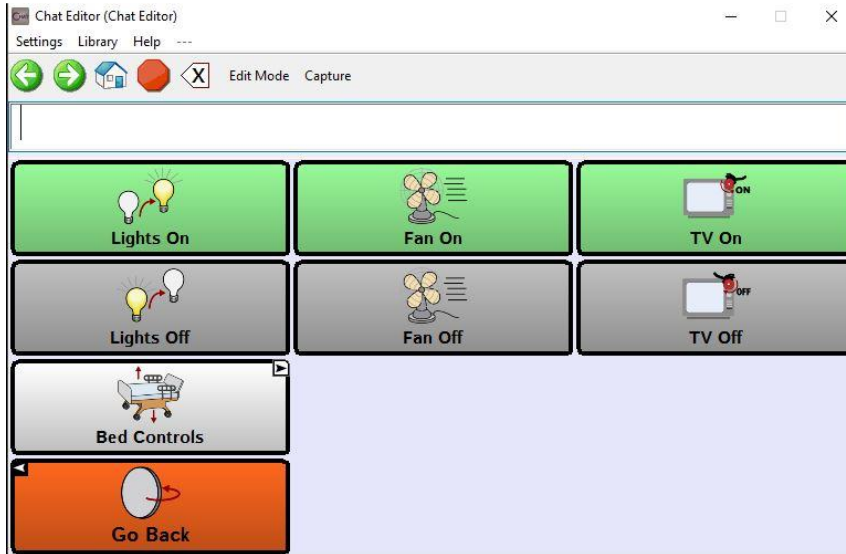 Chat Chat Editor (Chat Editor)
Settings Library Help ---
X Edit Mode Capture
Lights On Fan On ON TV On
Lights Off Fan Off OFF TV Off
Bed Controls
Go Back